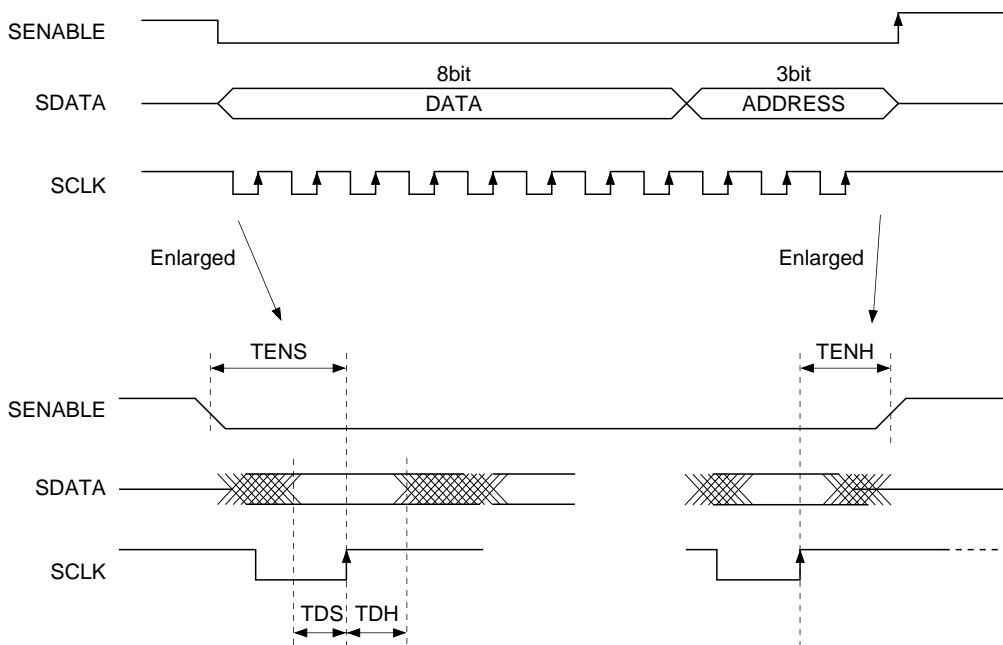 SENABLE
8bit 3bit
SDATA DATA ADDRESS
SCLK
Enlarged Enlarged
TENS TENH
SENABLE
SDATA
SCLK
TDS TDH